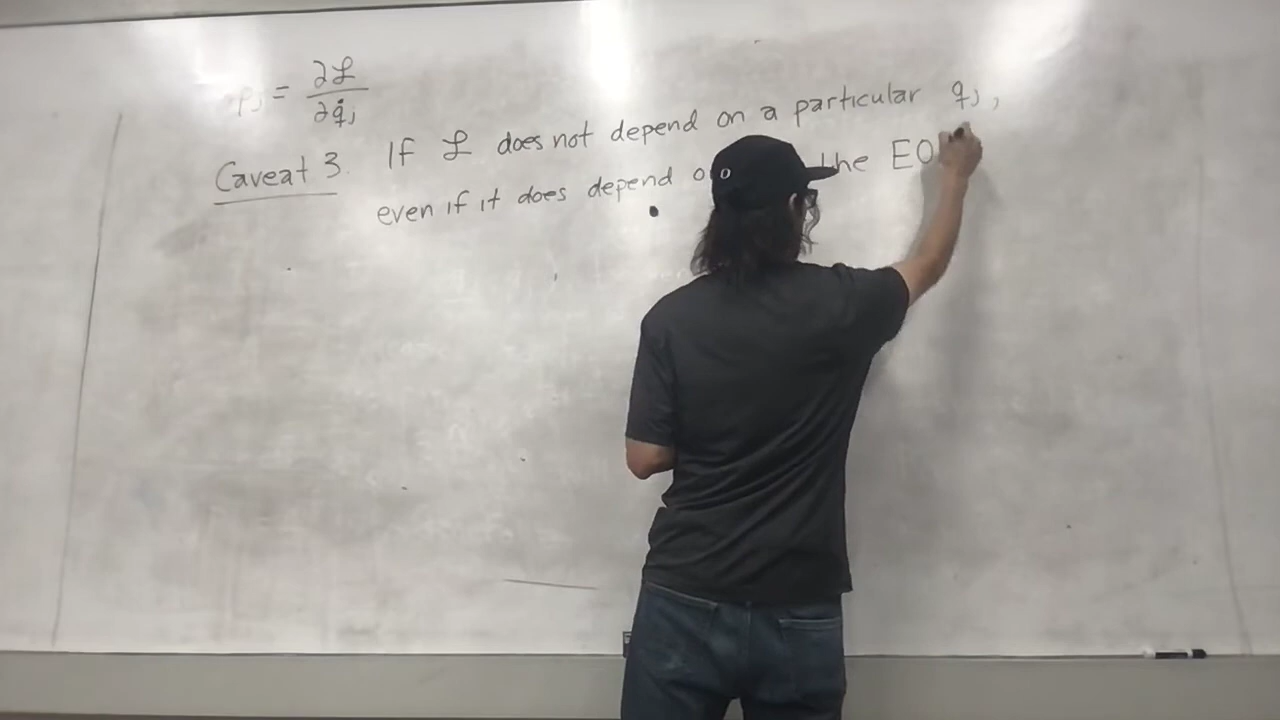 pj = ∂ℒ/∂q̇j
Caveat 3. If ℒ does not depend on a particular qj,
even if it does depend the EO